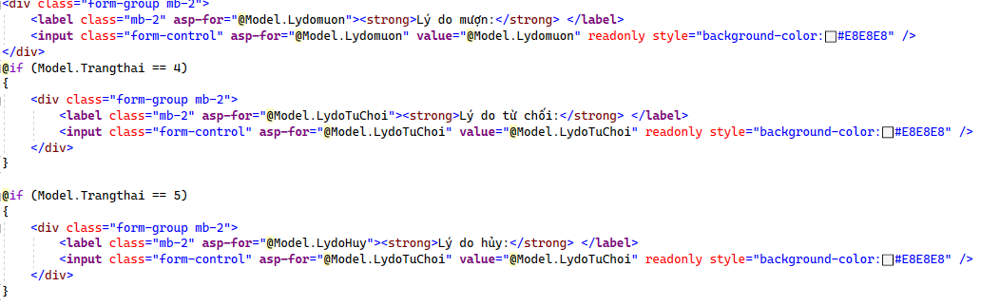 <div class="form-group mb-2">
<label class="mb-2" asp-for="@Model.Lydomuon"><strong>Lý do mượn:</strong> </label>
<input class="form-control" asp-for="@Model.Lydomuon" value="@Model.Lydomuon" readonly style="background-color:#E8E8E8" />
</div>
@if (Model.Trangthai == 4)
{
<div class="form-group mb-2">
<label class="mb-2" asp-for="@Model.LydoTuChoi"><strong>Lý do từ chối:</strong> </label>
<input class="form-control" asp-for="@Model.LydoTuChoi" value="@Model.LydoTuChoi" readonly style="background-color:#E8E8E8" />
</div>
}
@if (Model.Trangthai == 5)
{
<div class="form-group mb-2">
<label class="mb-2" asp-for="@Model.LydoHuy"><strong>Lý do hủy:</strong> </label>
<input class="form-control" asp-for="@Model.LydoTuChoi" value="@Model.LydoTuChoi" readonly style="background-color:#E8E8E8" />
</div>
}